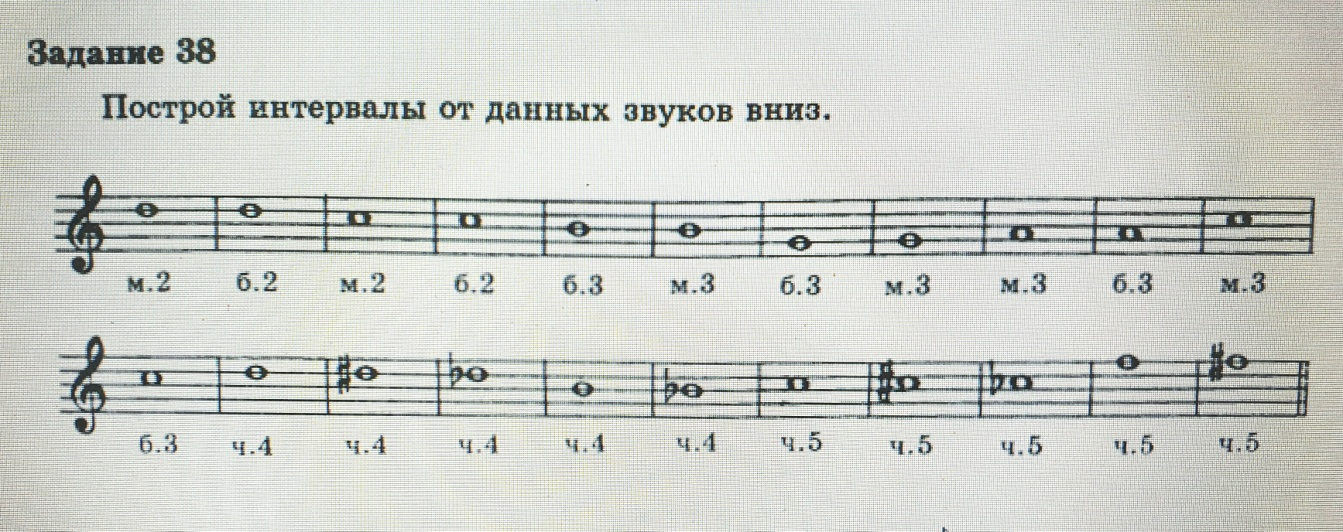 Задание 38
Построй интервалы от данных звуков вниз.
м.2 б.2 м.2 б.2 б.3 м.3 б.3 м.3 м.3 б.3 м.3
б.3 ч.4 ч.4 ч.4 ч.4 ч.4 ч.5 ч.5 ч.5 ч.5 ч.5